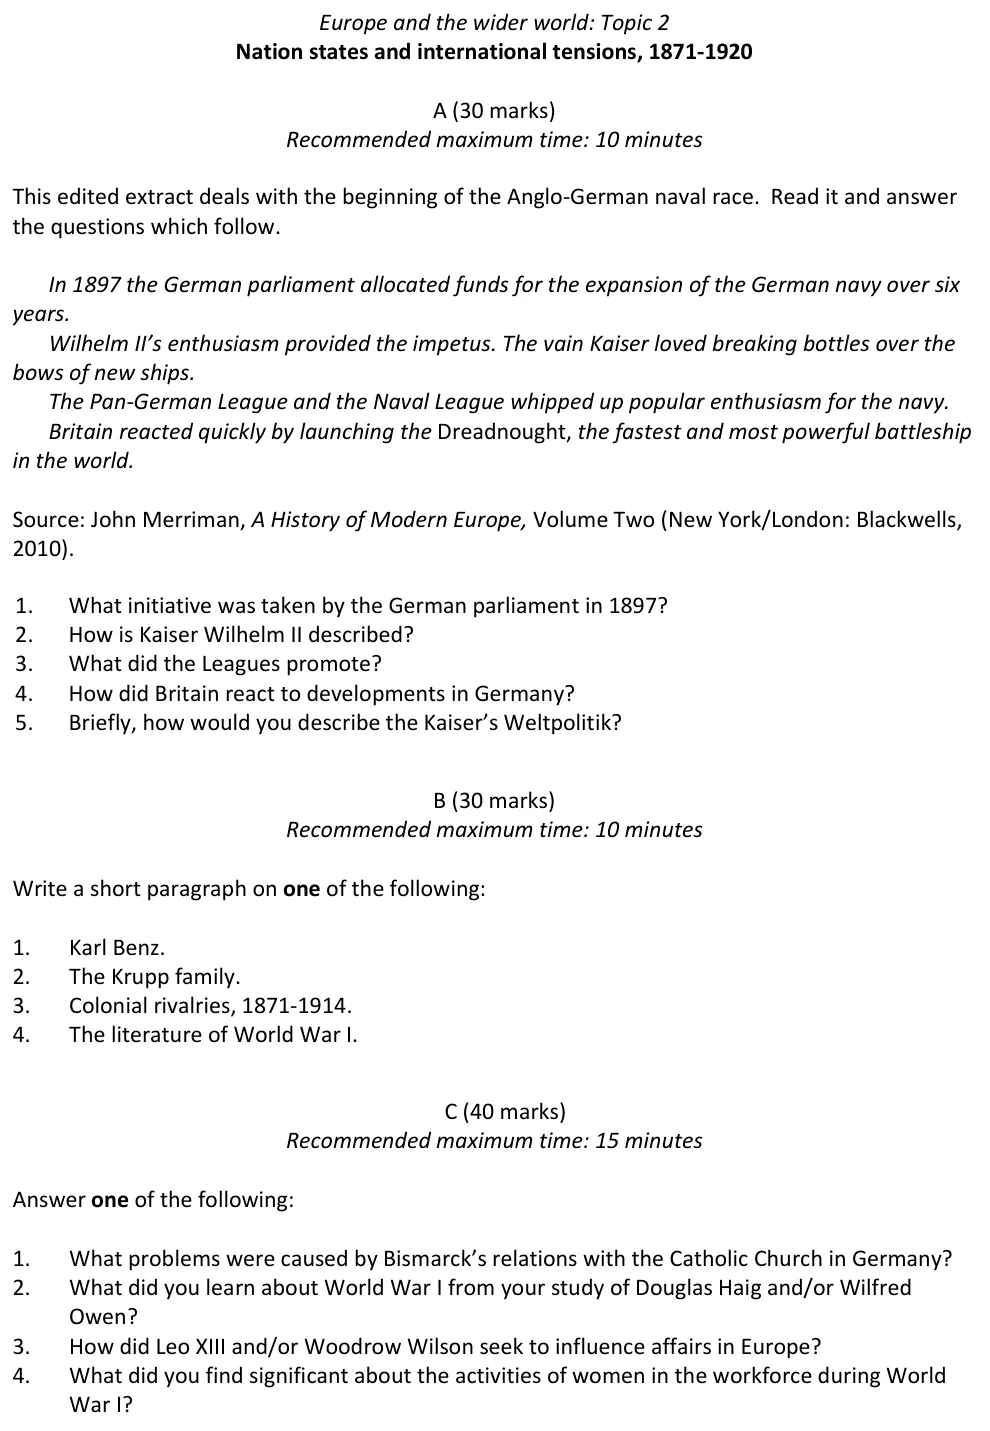 Europe and the wider world: Topic 2
Nation states and international tensions, 1871-1920
A (30 marks)
Recommended maximum time: 10 minutes
This edited extract deals with the beginning of the Anglo-German naval race.  Read it and answer
the questions which follow.
In 1897 the German parliament allocated funds for the expansion of the German navy over six
years.
Wilhelm II’s enthusiasm provided the impetus. The vain Kaiser loved breaking bottles over the
bows of new ships.
The Pan-German League and the Naval League whipped up popular enthusiasm for the navy.
Britain reacted quickly by launching the Dreadnought, the fastest and most powerful battleship
in the world.
Source: John Merriman, A History of Modern Europe, Volume Two (New York/London: Blackwells,
2010).
1. What initiative was taken by the German parliament in 1897?
2. How is Kaiser Wilhelm II described?
3. What did the Leagues promote?
4. How did Britain react to developments in Germany?
5. Briefly, how would you describe the Kaiser’s Weltpolitik?
B (30 marks)
Recommended maximum time: 10 minutes
Write a short paragraph on one of the following:
1. Karl Benz.
2. The Krupp family.
3. Colonial rivalries, 1871-1914.
4. The literature of World War I.
C (40 marks)
Recommended maximum time: 15 minutes
Answer one of the following:
1. What problems were caused by Bismarck’s relations with the Catholic Church in Germany?
2. What did you learn about World War I from your study of Douglas Haig and/or Wilfred
Owen?
3. How did Leo XIII and/or Woodrow Wilson seek to influence affairs in Europe?
4. What did you find significant about the activities of women in the workforce during World
War I?